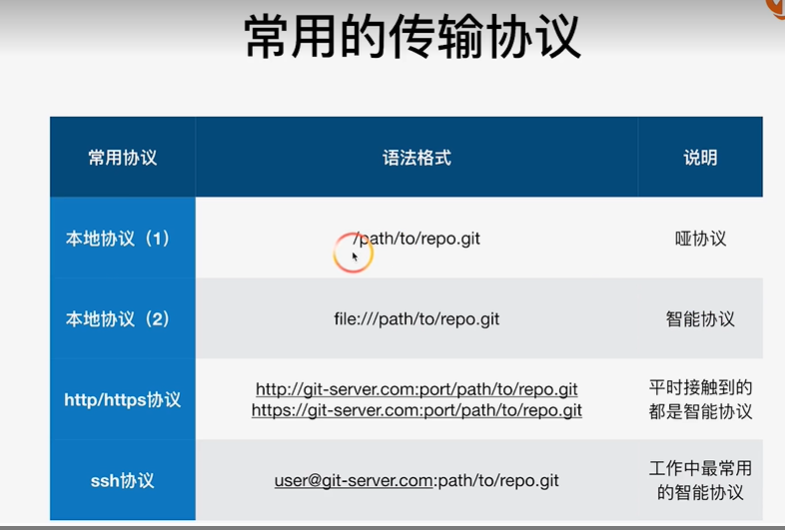 常用的传输协议
常用协议 语法格式 说明
本地协议（1） /path/to/repo.git 哑协议
本地协议（2） file:///path/to/repo.git 智能协议
http/https协议 http://git-server.com:port/path/to/repo.git 平时接触到的
https://git-server.com:port/path/to/repo.git 都是智能协议
ssh协议 user@git-server.com:path/to/repo.git 工作中最常用
的智能协议